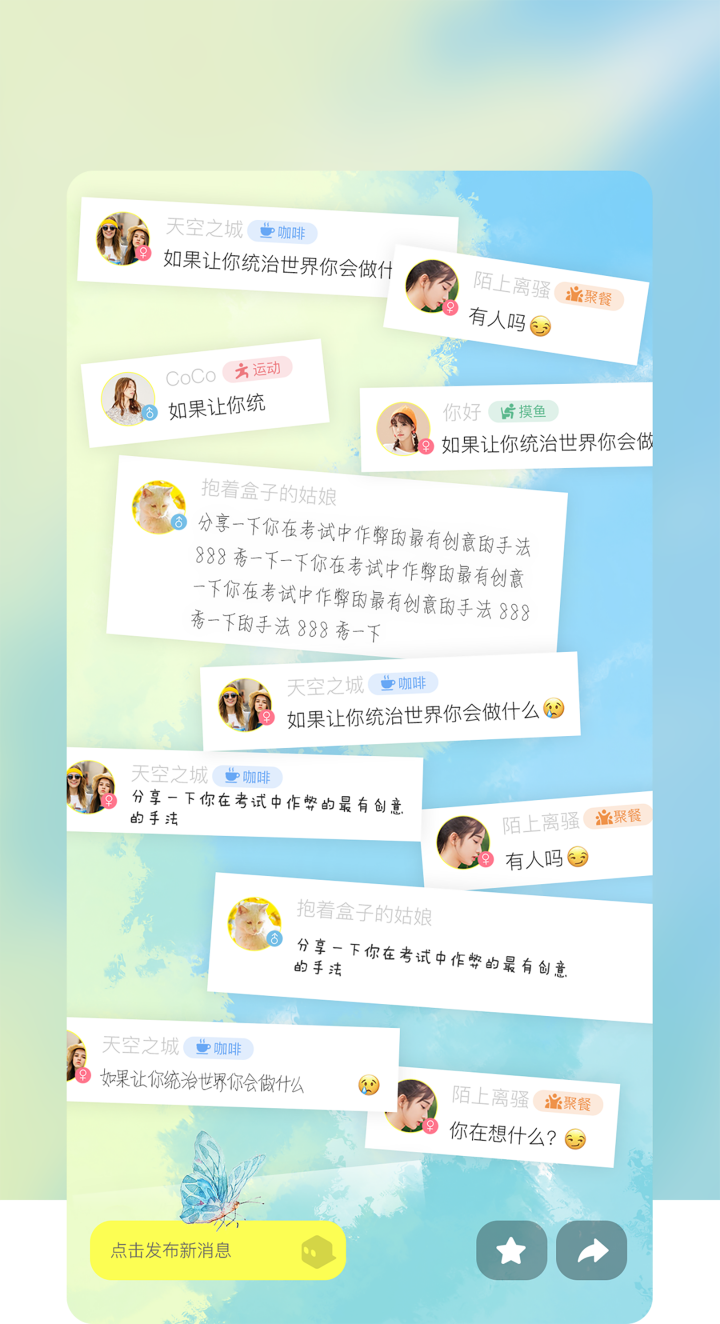 天空之城 咖啡
如果让你统治世界你会做什
陌上离骚 聚餐
有人吗
CoCo 运动
如果让你统
你好 摸鱼
如果让你统治世界你会做
抱着盒子的姑娘
分享一下你在考试中作弊的最有创意的手法
888 秀一下一下你在考试中作弊的最有创意
一下你在考试中作弊的最有创意的手法 888
秀一下的手法 888 秀一下
天空之城 咖啡
如果让你统治世界你会做什么
天空之城 咖啡
分享一下你在考试中作弊的最有创意
的手法
陌上离骚 聚餐
有人吗
抱着盒子的姑娘
分享一下你在考试中作弊的最有创意
的手法
天空之城 咖啡
如果让你统治世界你会做什么
陌上离骚 聚餐
你在想什么?
点击发布新消息